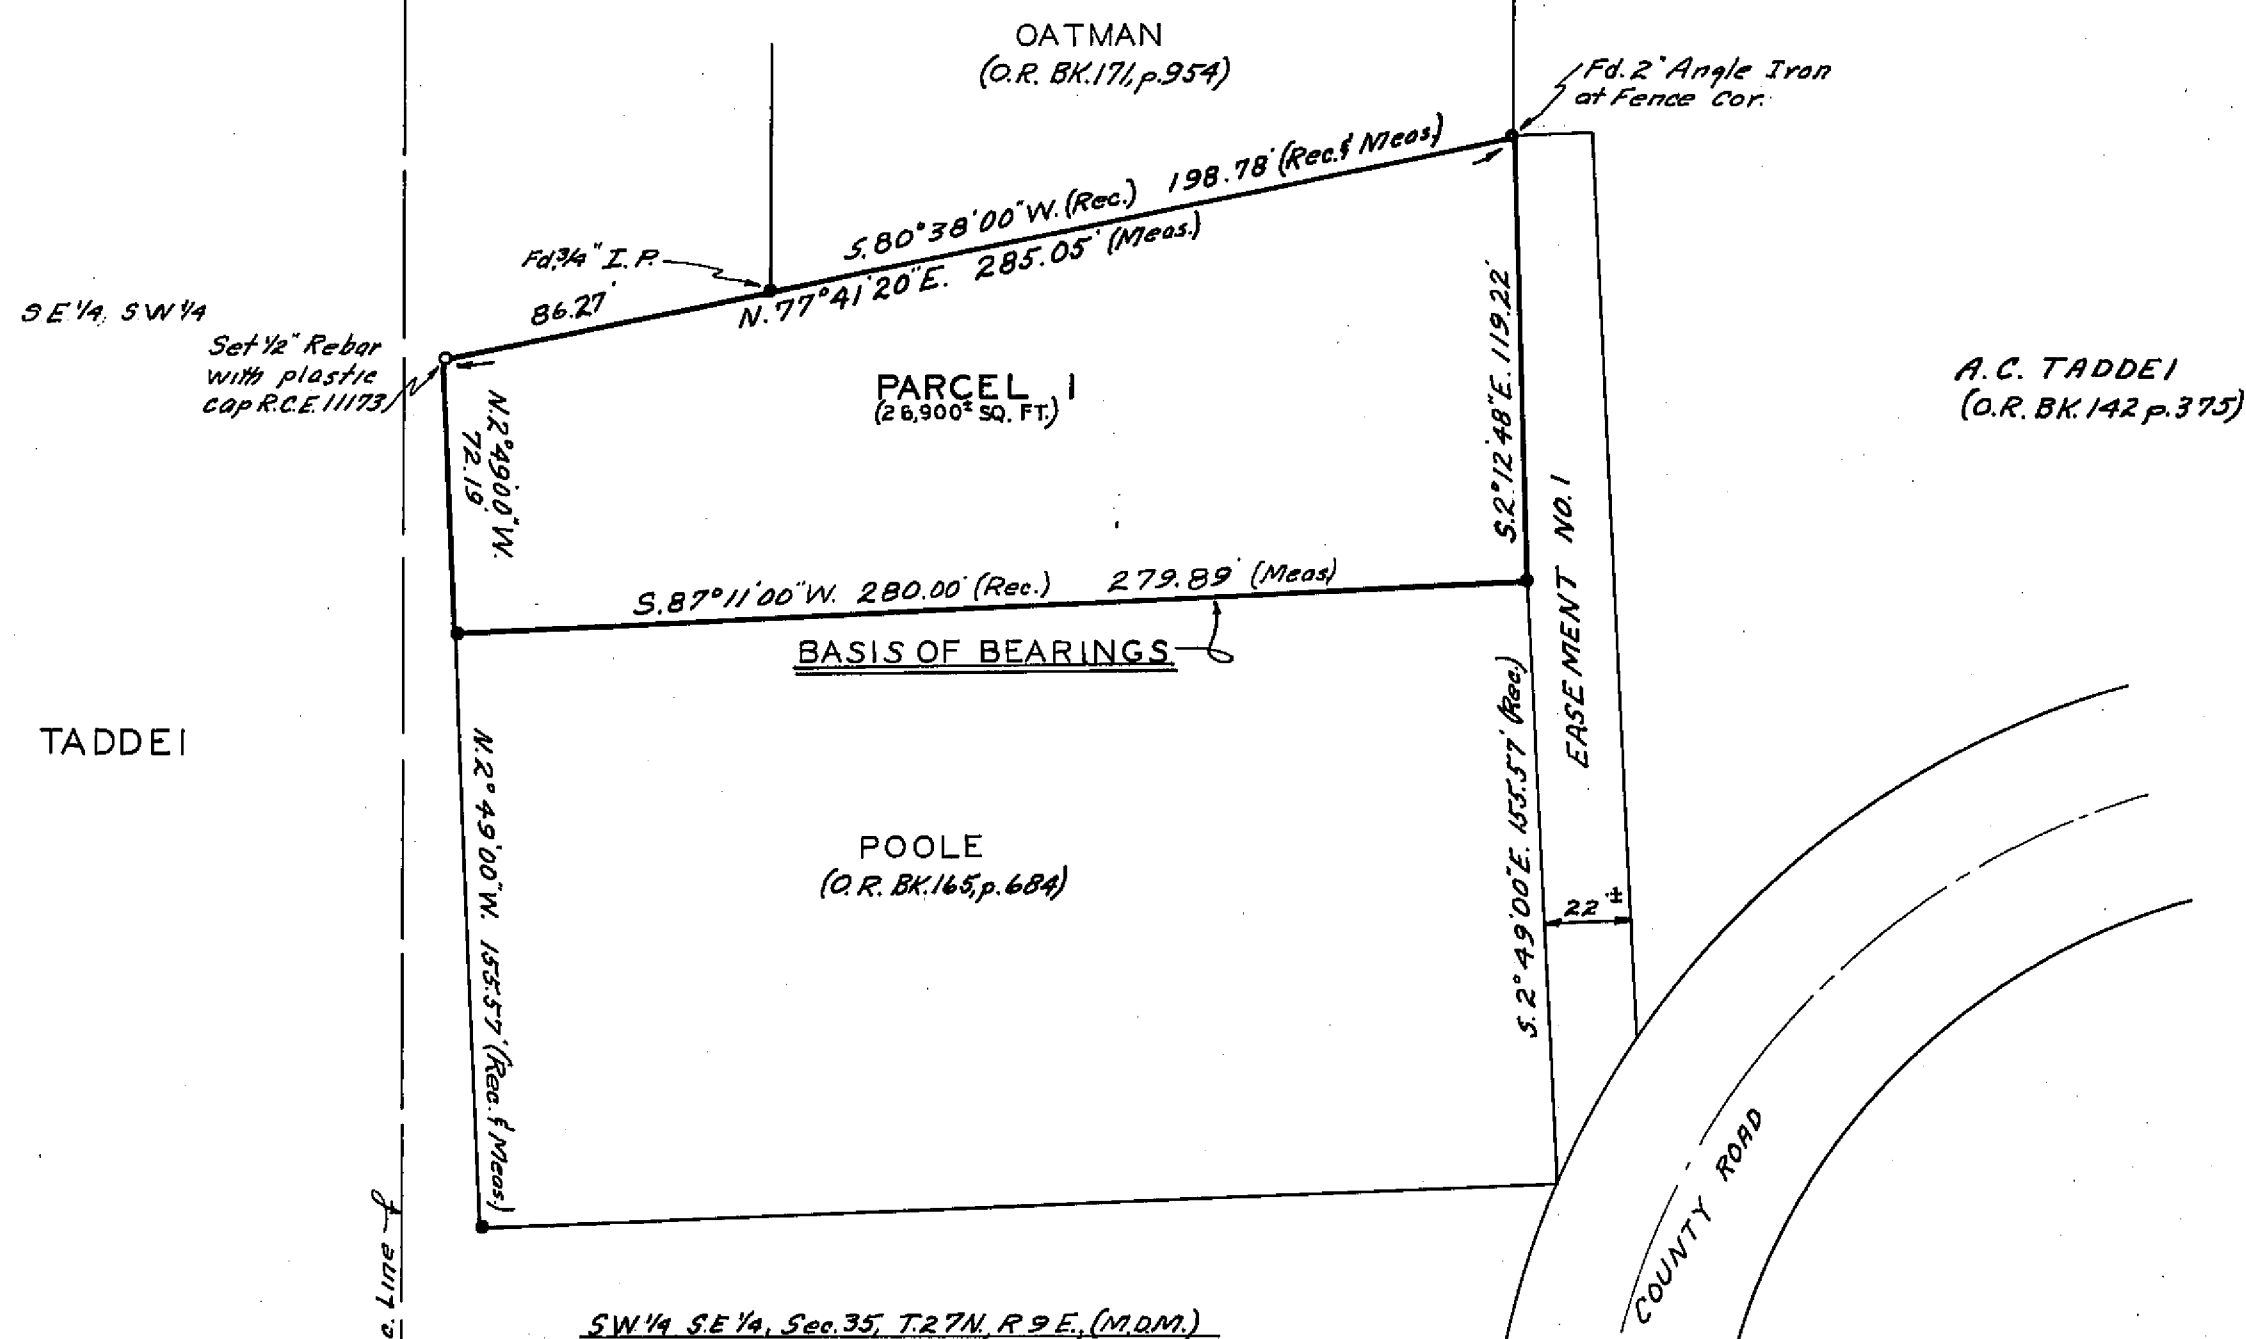 OATMAN
(O.R. BK.171, p.954)
Fd. 2" Angle Iron
at Fence Cor.
S.80°38'00"W. (Rec.) 198.78' (Rec. & Meas.)
N.77°41'20"E. 285.05' (Meas.)
Fd. 3/4" I.P.
86.27'
SE 1/4, SW 1/4
Set 1/2" Rebar
with plastic
cap R.C.E. 11173
N.2°49'00"W.
72.19'
PARCEL 1
(26,900± SQ. FT.)
S.2°12'48"E. 119.22'
A.C. TADDEI
(O.R. BK. 142 p. 375)
EASEMENT NO. 1
S.87°11'00"W. 280.00' (Rec.) 279.89' (Meas)
BASIS OF BEARINGS
TADDEI
N.2°49'00"W. 155.57' (Rec. & Meas.)
POOLE
(O.R. BK.165, p.684)
S.2°49'00"E. 155.57' (Rec.)
22'±
COUNTY ROAD
Line
SW 1/4 SE 1/4, Sec. 35, T.27N., R 9 E., (M.D.M.)